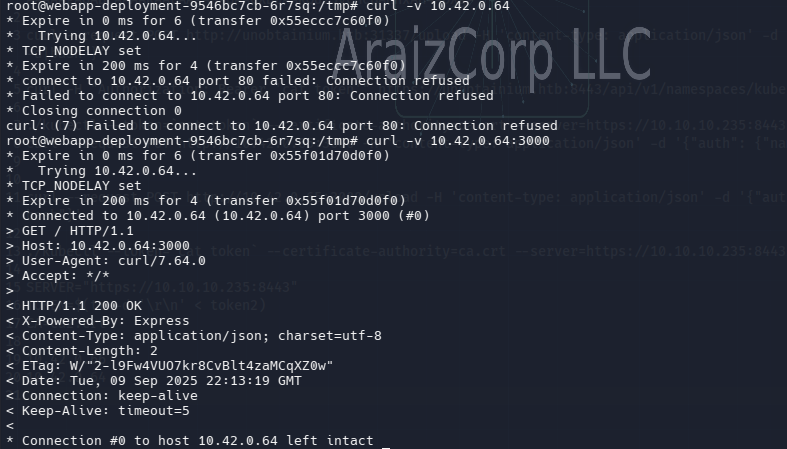 root@webapp-deployment-9546bc7cb-6r7sq:/tmp# curl -v 10.42.0.64
* Expire in 0 ms for 6 (transfer 0x55eccc7c60f0)
*   Trying 10.42.0.64...
* TCP_NODELAY set
* Expire in 200 ms for 4 (transfer 0x55eccc7c60f0)
* connect to 10.42.0.64 port 80 failed: Connection refused
* Failed to connect to 10.42.0.64 port 80: Connection refused
* Closing connection 0
curl: (7) Failed to connect to 10.42.0.64 port 80: Connection refused
root@webapp-deployment-9546bc7cb-6r7sq:/tmp# curl -v 10.42.0.64:3000
* Expire in 0 ms for 6 (transfer 0x55f01d70d0f0)
*   Trying 10.42.0.64...
* TCP_NODELAY set
* Expire in 200 ms for 4 (transfer 0x55f01d70d0f0)
* Connected to 10.42.0.64 (10.42.0.64) port 3000 (#0)
> GET / HTTP/1.1
> Host: 10.42.0.64:3000
> User-Agent: curl/7.64.0
> Accept: */*
>
< HTTP/1.1 200 OK
< X-Powered-By: Express
< Content-Type: application/json; charset=utf-8
< Content-Length: 2
< ETag: W/"2-l9Fw4VUO7kr8CvBlt4zaMCqXZ0w"
< Date: Tue, 09 Sep 2025 22:13:19 GMT
< Connection: keep-alive
< Keep-Alive: timeout=5
<
* Connection #0 to host 10.42.0.64 left intact
AraizCorp LLC